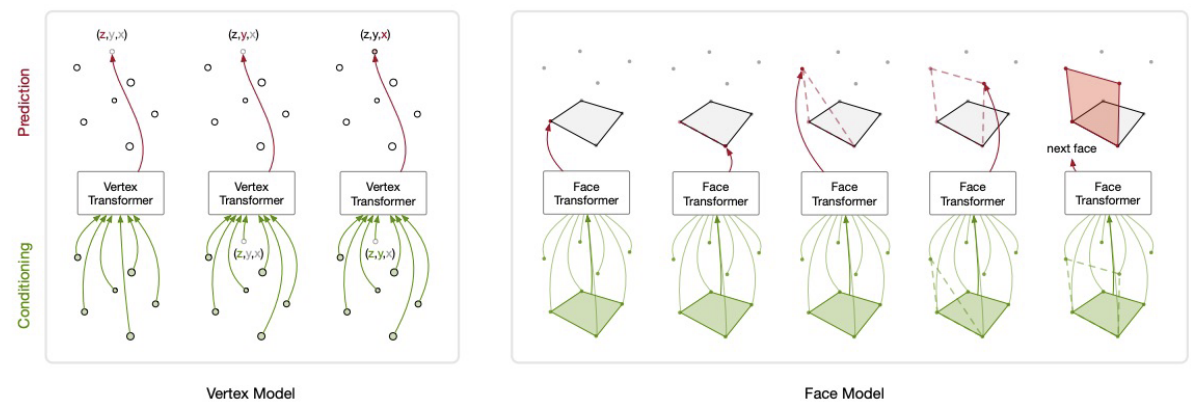 (z,y,x)
(z,y,x)
(z,y,x)
Prediction
next face
Vertex
Transformer
Vertex
Transformer
Vertex
Transformer
Face
Transformer
Face
Transformer
Face
Transformer
Face
Transformer
Face
Transformer
(z,y,x)
(z,y,x)
Conditioning
Vertex Model
Face Model